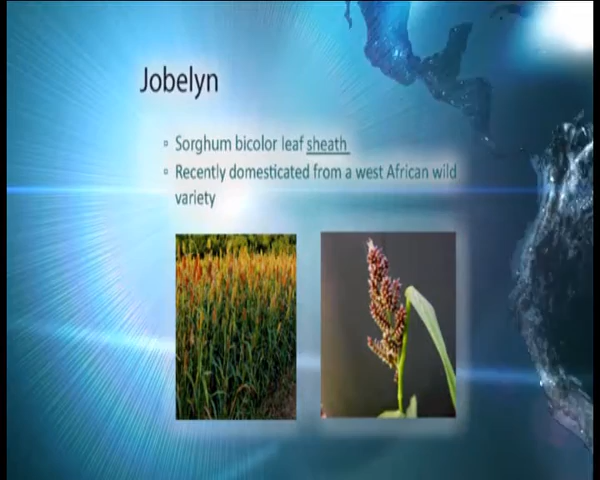 Jobelyn
▫ Sorghum bicolor leaf sheath
▫ Recently domesticated from a west African wild
variety